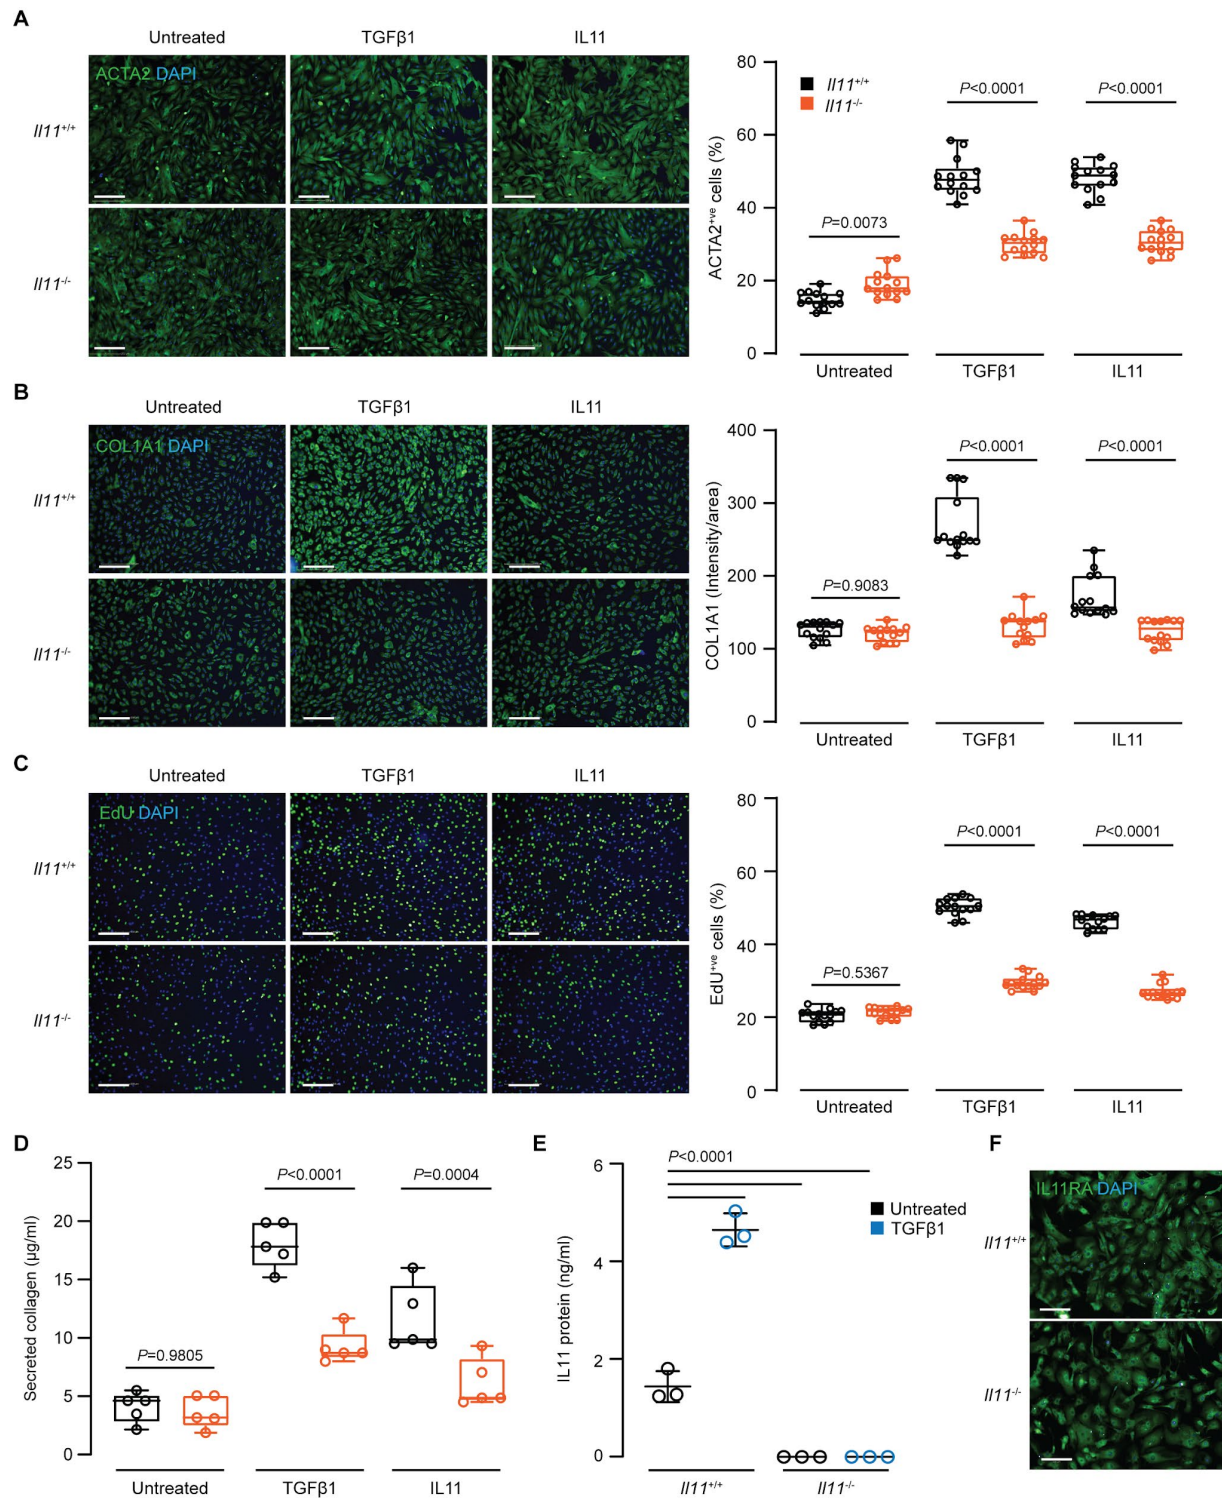 A
Untreated TGFβ1 IL11
ACTA2 DAPI
Il11+/+
Il11-/-
ACTA2+ve cells (%)
80
60
40
20
0
Il11+/+
Il11-/-
P<0.0001 P<0.0001
P=0.0073
Untreated TGFβ1 IL11
B
Untreated TGFβ1 IL11
COL1A1 DAPI
Il11+/+
Il11-/-
COL1A1 (Intensity/area)
400
300
200
100
0
P<0.0001 P<0.0001
P=0.9083
Untreated TGFβ1 IL11
C
Untreated TGFβ1 IL11
EdU DAPI
Il11+/+
Il11-/-
EdU+ve cells (%)
80
60
40
20
0
P<0.0001 P<0.0001
P=0.5367
Untreated TGFβ1 IL11
D
Secreted collagen (µg/ml)
25
20
15
10
5
0
P<0.0001 P=0.0004
P=0.9805
Untreated TGFβ1 IL11
E
IL11 protein (ng/ml)
6
4
2
0
P<0.0001
Untreated
TGFβ1
Il11+/+ Il11-/-
F
IL11RA DAPI
Il11+/+
Il11-/-